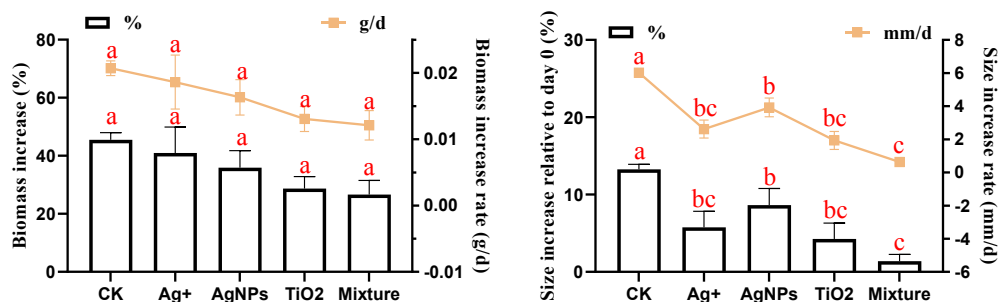 % g/d
Biomass increase (%)
80
60
40
20
0
a a a a a
a a a a a
0.02
0.01
0.00
-0.01
Biomass increase rate (g/d)
CK Ag+ AgNPs TiO2 Mixture
% mm/d
Size increase relative to day 0 (%)
30
20
10
0
a bc b bc c
a bc b bc c
8
6
4
2
0
-2
-4
-6
Size increase rate
(mm/d)
CK Ag+ AgNPs TiO2 Mixture